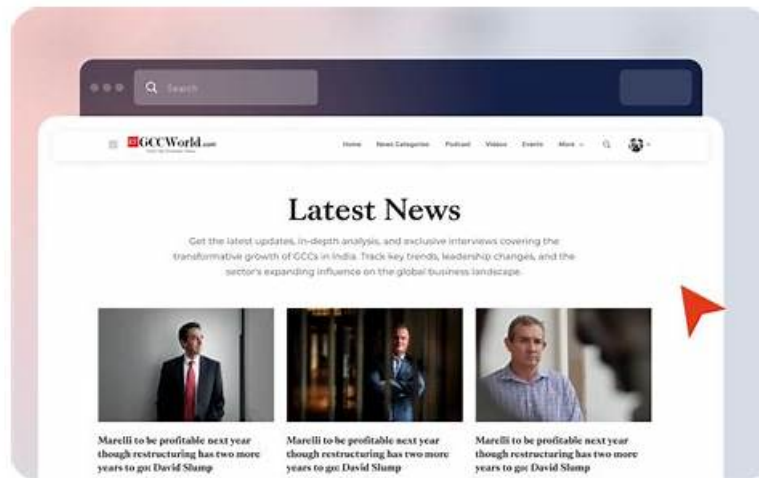 Search
ET GCCWorld.com
Home News Categories Podcast Videos Events More
Latest News
Get the latest updates, in-depth analysis, and exclusive interviews covering the
transformative growth of GCCs in India. Track key trends, leadership changes, and the
sector's expanding influence on the global business landscape.
Marelli to be profitable next year
though restructuring has two more
years to go: David Slump
Marelli to be profitable next year
though restructuring has two more
years to go: David Slump
Marelli to be profitable next year
though restructuring has two more
years to go: David Slump